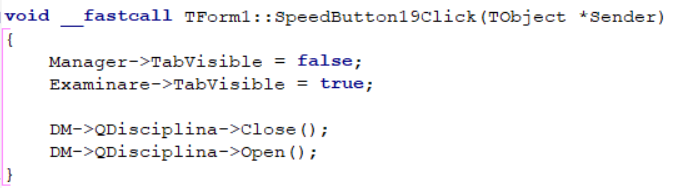 void __fastcall TForm1::SpeedButton19Click(TObject *Sender)
{
    Manager->TabVisible = false;
    Examinare->TabVisible = true;

    DM->QDisciplina->Close();
    DM->QDisciplina->Open();
}